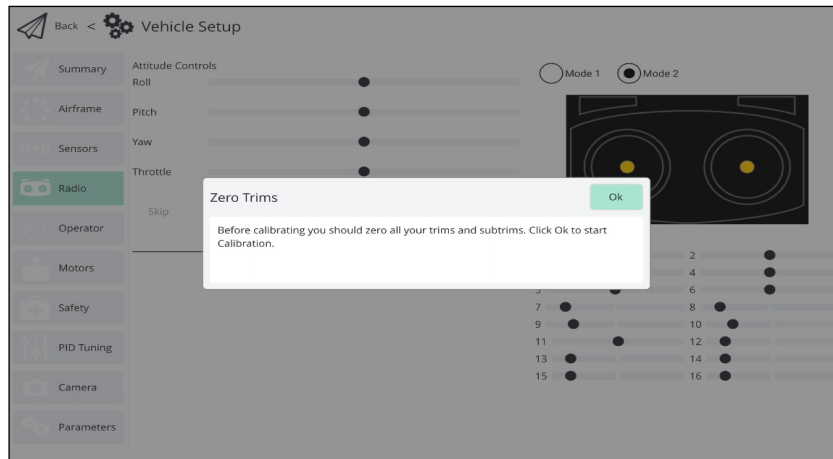 Back < Vehicle Setup
Summary
Airframe
Sensors
Radio
Operator
Motors
Safety
PID Tuning
Camera
Parameters
Attitude Controls
Roll
Pitch
Yaw
Throttle
Skip
Mode 1 Mode 2
Zero Trims
Ok
Before calibrating you should zero all your trims and subtrims. Click Ok to start
Calibration.
2
4
6
7 8
9 10
11 12
13 14
15 16